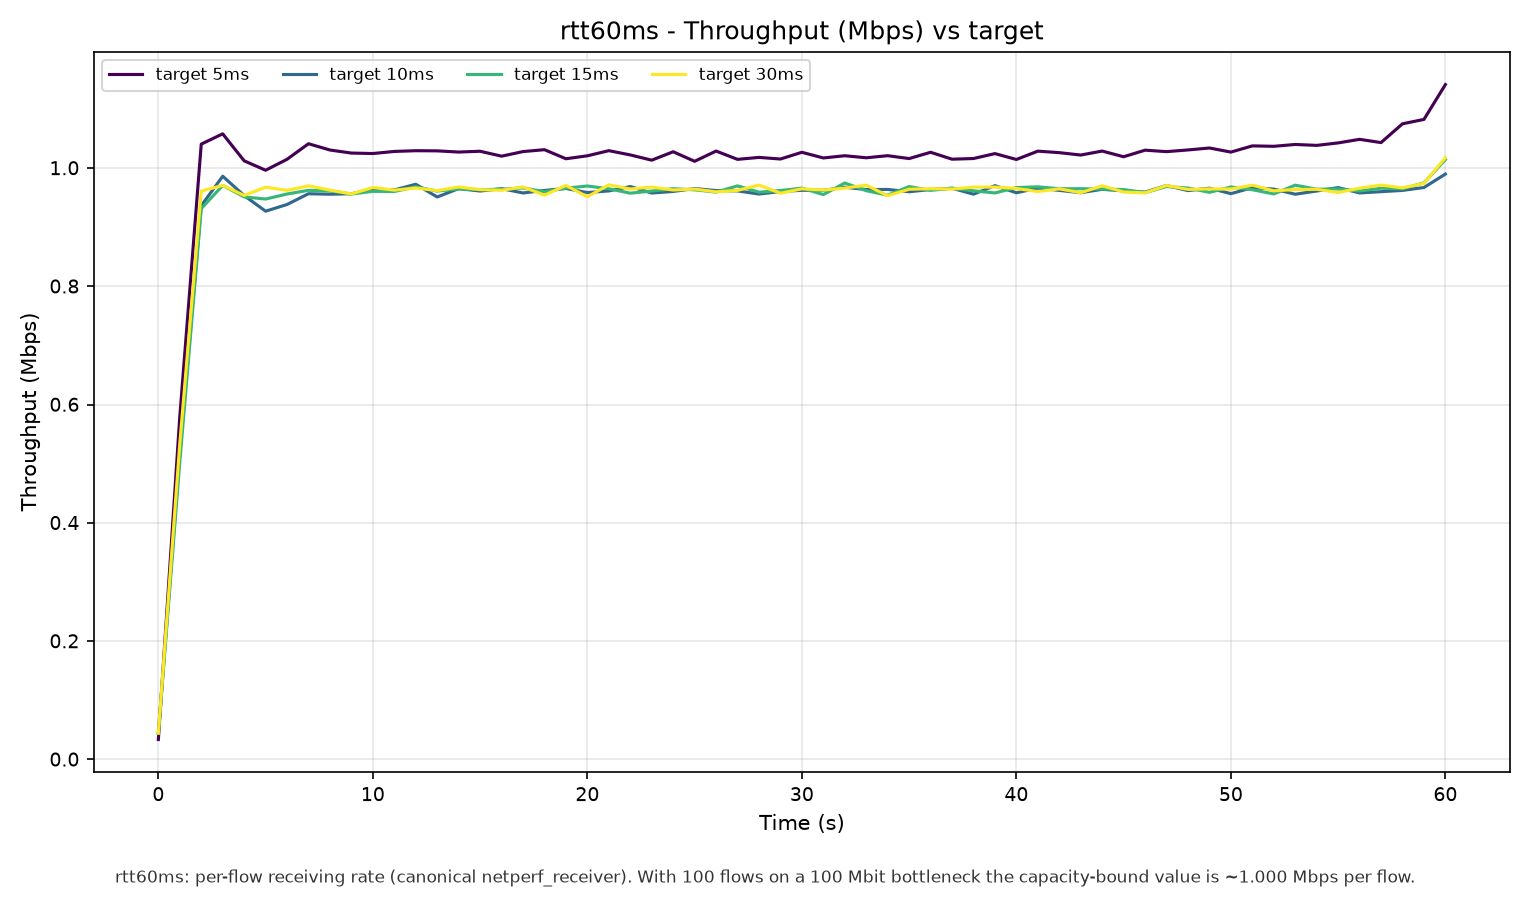 rtt60ms - Throughput (Mbps) vs target
target 5ms target 10ms target 15ms target 30ms
Throughput (Mbps)
1.0
0.8
0.6
0.4
0.2
0.0
0 10 20 30 40 50 60
Time (s)
rtt60ms: per-flow receiving rate (canonical netperf_receiver). With 100 flows on a 100 Mbit bottleneck the capacity-bound value is ~1.000 Mbps per flow.